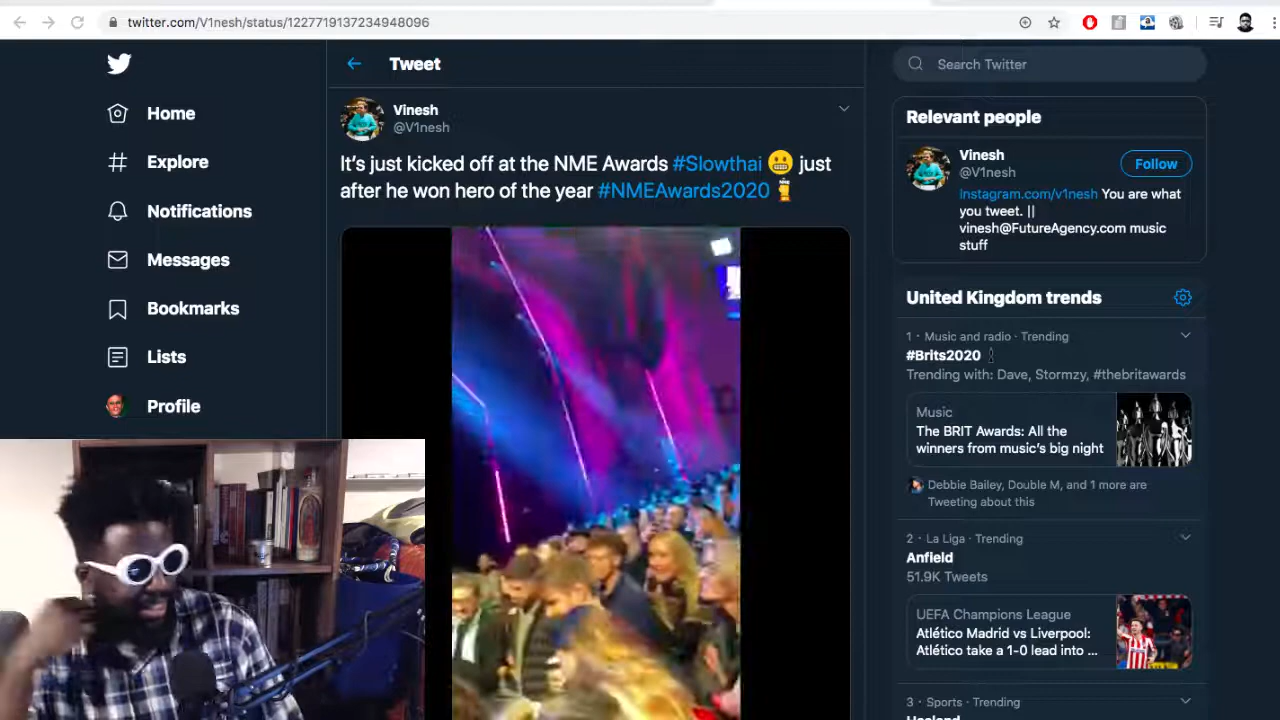 twitter.com/V1nesh/status/1227719137234948096
Tweet
Search Twitter
Home
Explore
Notifications
Messages
Bookmarks
Lists
Profile
Vinesh
@V1nesh
It's just kicked off at the NME Awards #Slowthai 😬 just
after he won hero of the year #NMEAwards2020
Relevant people
Vinesh
@V1nesh
Follow
Instagram.com/v1nesh You are what
you tweet. ||
vinesh@FutureAgency.com music
stuff
United Kingdom trends
1 · Music and radio · Trending
#Brits2020
Trending with: Dave, Stormzy, #thebritawards
Music
The BRIT Awards: All the
winners from music's big night
Debbie Bailey, Double M, and 1 more are
Tweeting about this
2 · La Liga · Trending
Anfield
51.9K Tweets
UEFA Champions League
Atlético Madrid vs Liverpool:
Atlético take a 1-0 lead into ...
3 · Sports · Trending